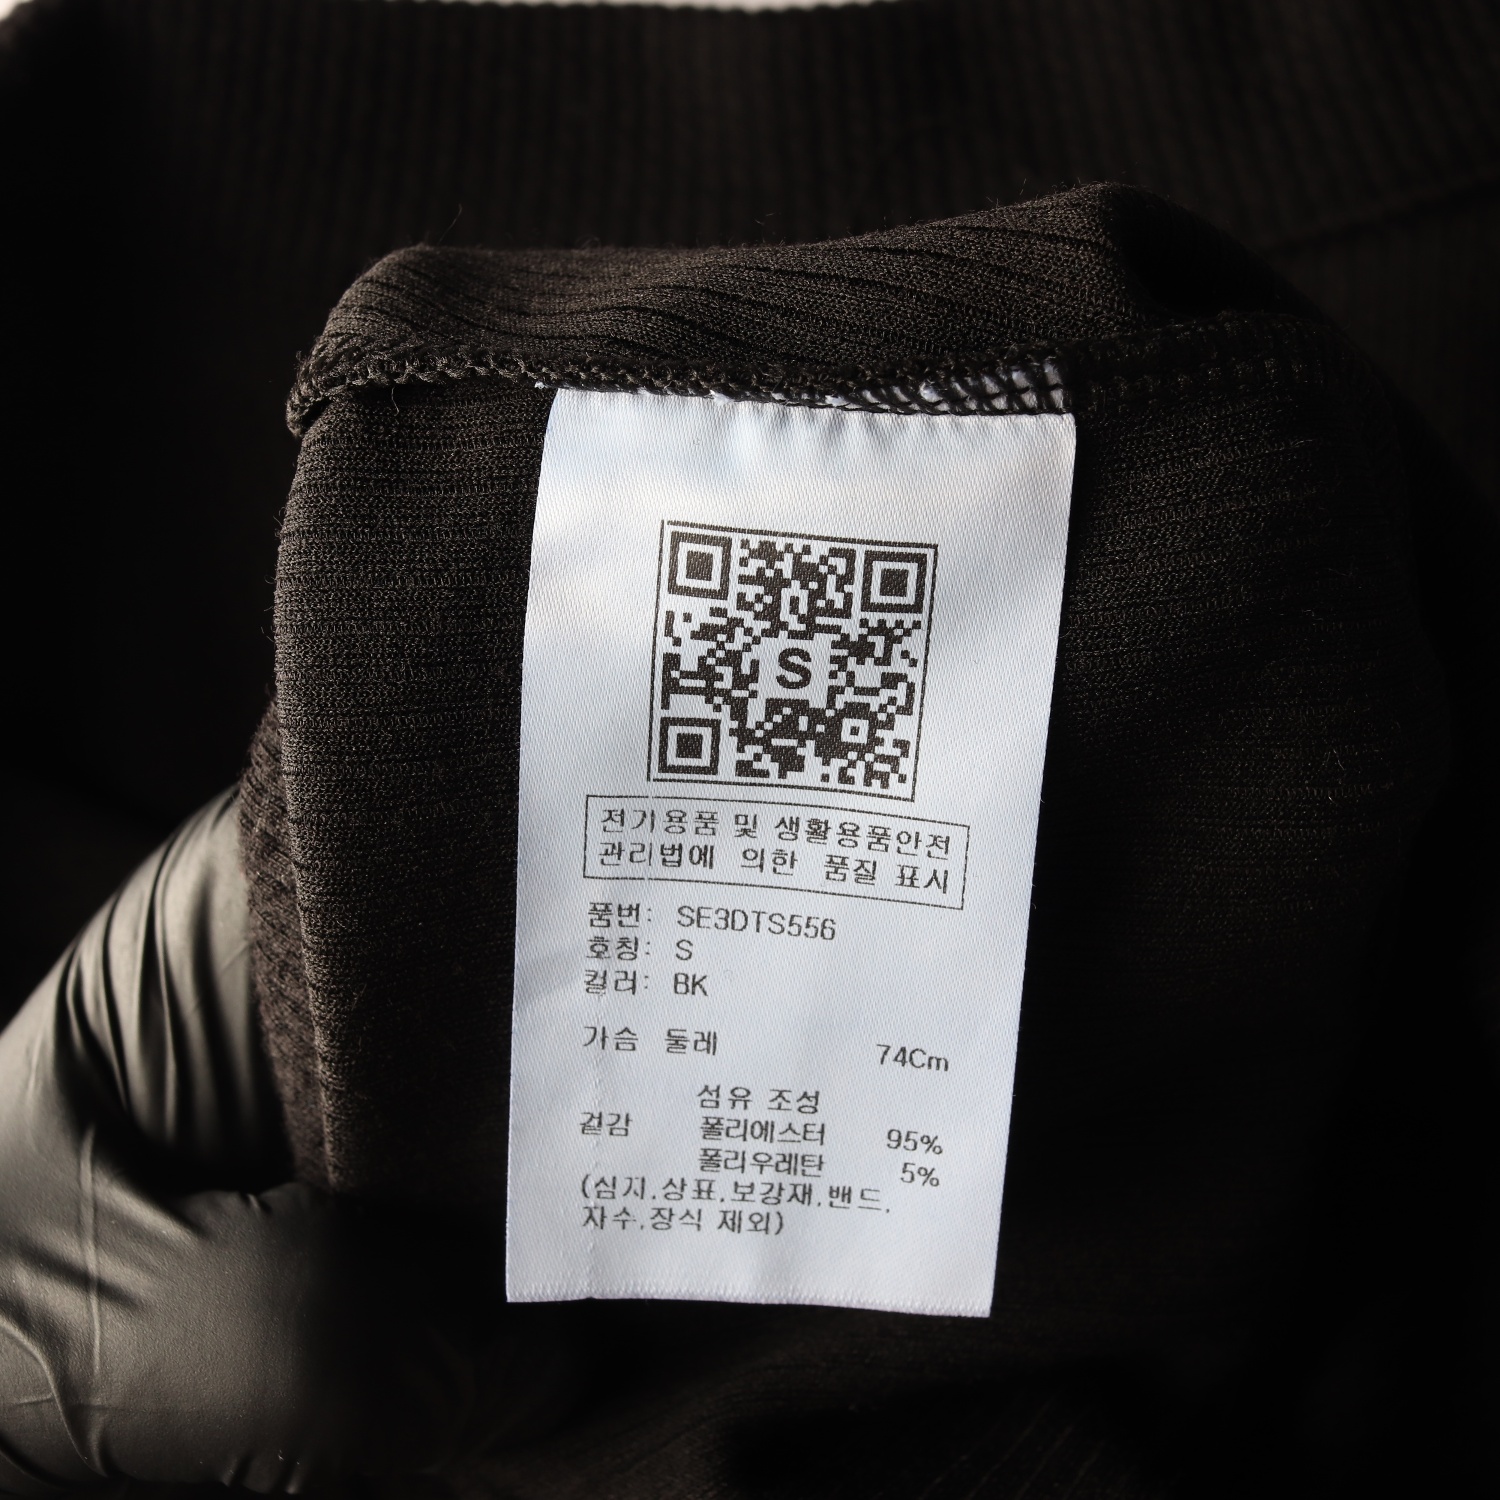 S
전기용품 및 생활용품안전
관리법에 의한 품질 표시
품번: SE3DTS556
호칭: S
컬러: BK
가슴 둘레 74Cm
섬유 조성
겉감 폴리에스터 95%
폴리우레탄 5%
(심지.상표.보강재.밴드.
자수.장식 제외)